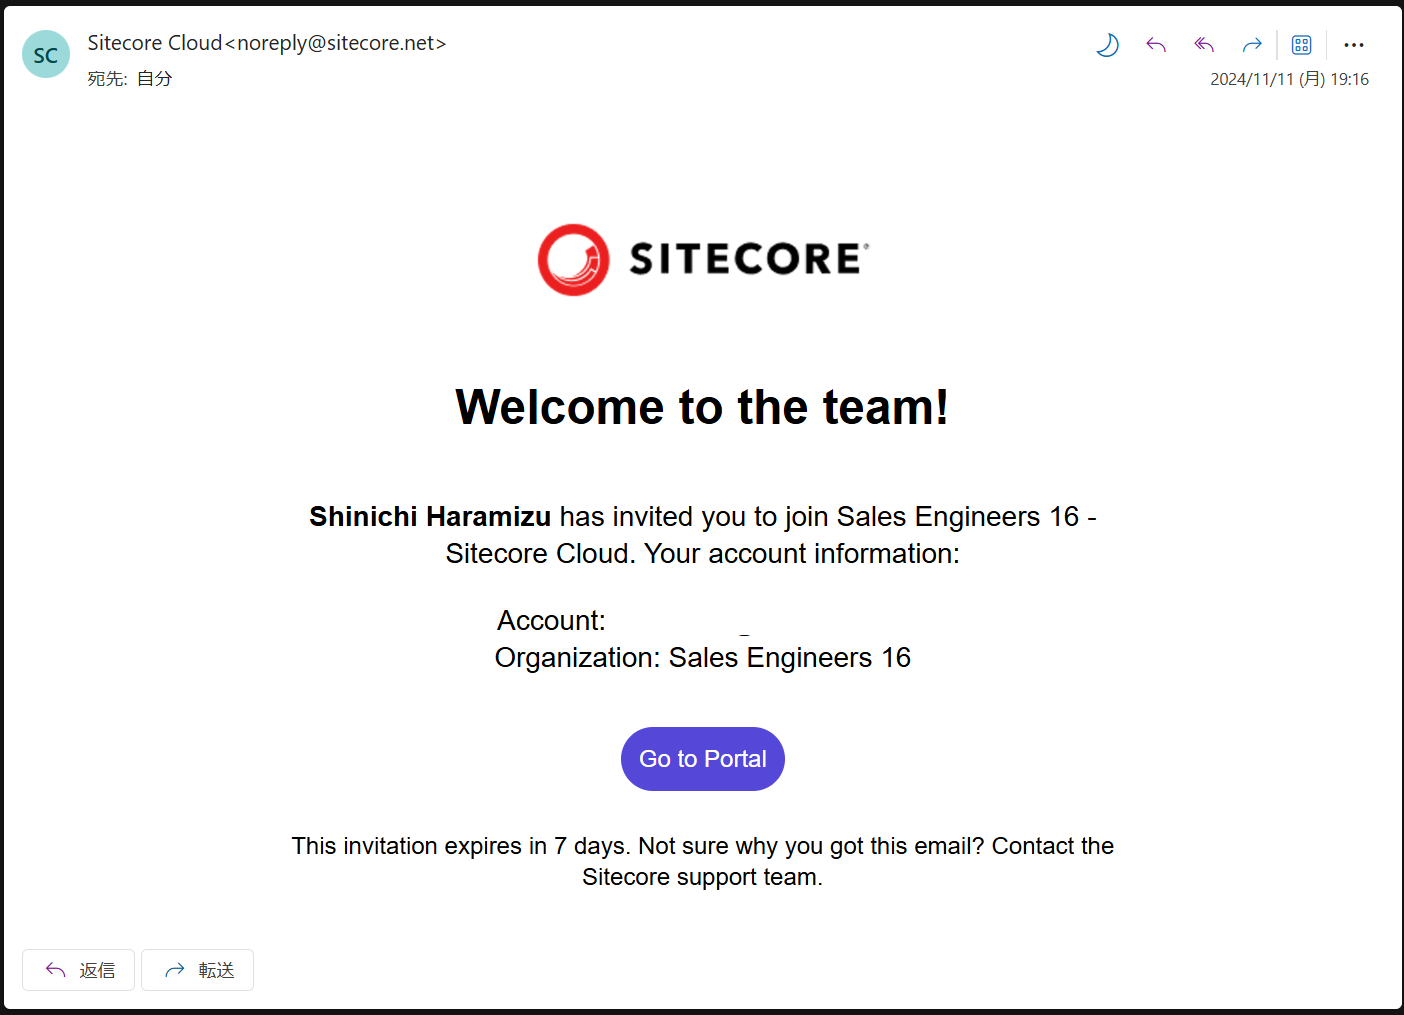 SC
Sitecore Cloud<noreply@sitecore.net>
宛先: 自分
2024/11/11 (月) 19:16
SITECORE
Welcome to the team!
Shinichi Haramizu has invited you to join Sales Engineers 16 -
Sitecore Cloud. Your account information:
Account:
Organization: Sales Engineers 16
Go to Portal
This invitation expires in 7 days. Not sure why you got this email? Contact the
Sitecore support team.
返信
転送